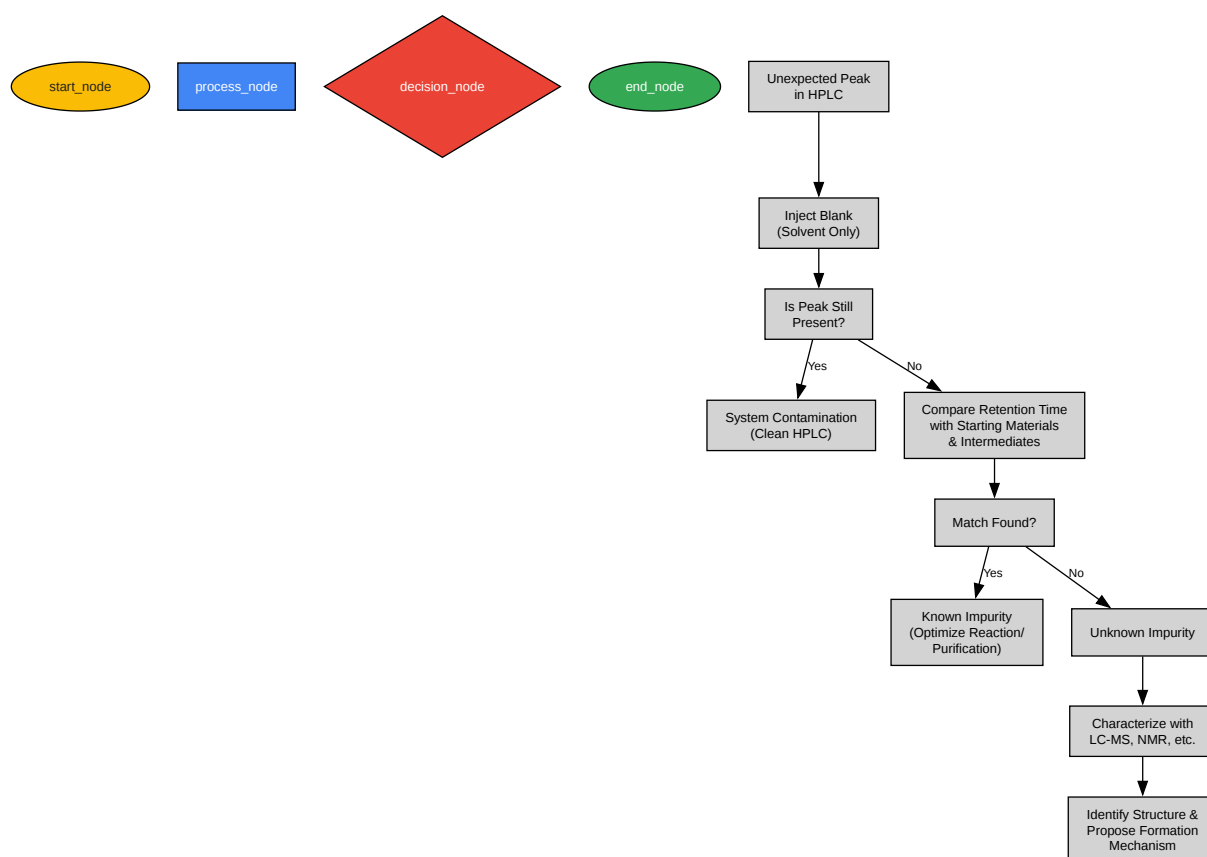 start_node
process_node
decision_node
end_node
Unexpected Peak
in HPLC
Inject Blank
(Solvent Only)
Is Peak Still
Present?
Yes
No
System Contamination
(Clean HPLC)
Compare Retention Time
with Starting Materials
& Intermediates
Match Found?
Yes
No
Known Impurity
(Optimize Reaction/
Purification)
Unknown Impurity
Characterize with
LC-MS, NMR, etc.
Identify Structure &
Propose Formation
Mechanism